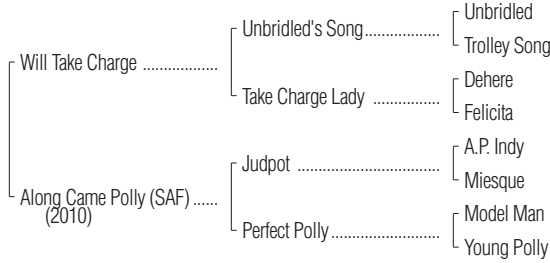 Unbridled
Unbridled's Song..................
Trolley Song
Will Take Charge ..................
Dehere
Take Charge Lady ................
Felicita
A.P. Indy
Judpot ..................................
Miesque
Along Came Polly (SAF) ......
(2010)
Model Man
Perfect Polly..........................
Young Polly